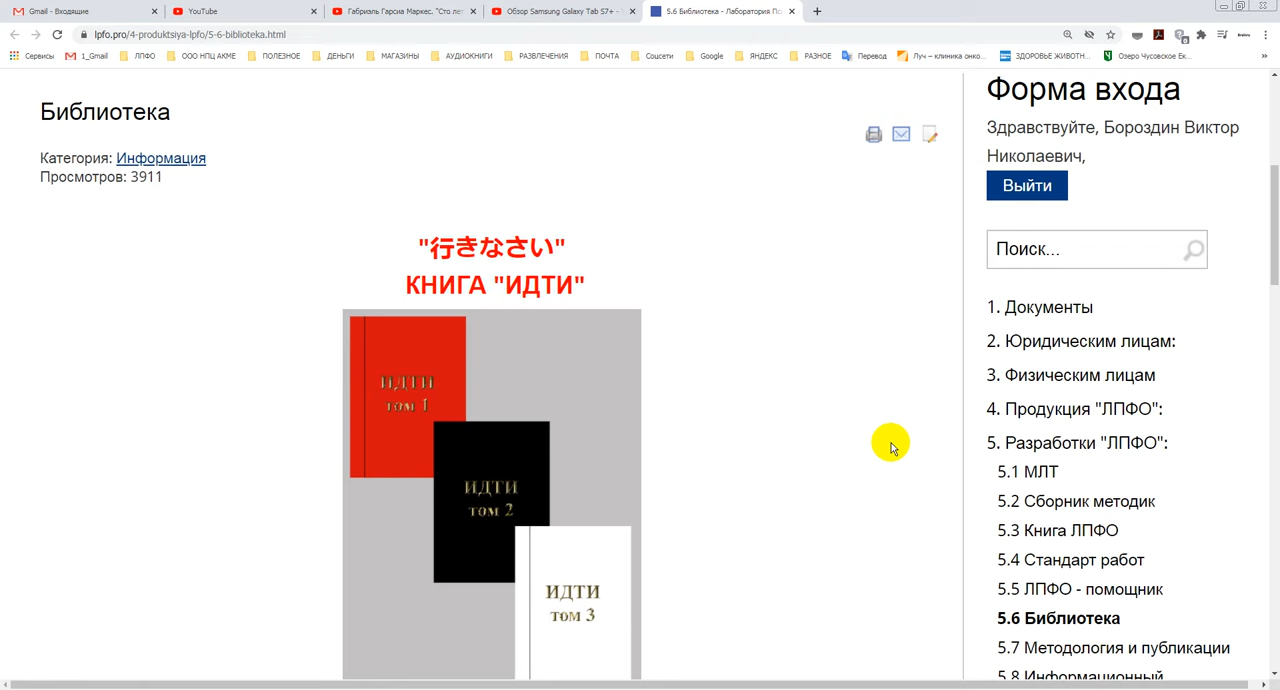 Gmail - Входящие
YouTube
Габриэль Гарсиа Маркес. "Сто лет
Обзор Samsung Galaxy Tab S7+ -
5.6 Библиотека - Лаборатория По
lpfo.pro/4-produktsiya-lpfo/5-6-biblioteka.html
Сервисы 1_Gmail ЛПФО ООО НПЦ АКМЕ ПОЛЕЗНОЕ ДЕНЬГИ МАГАЗИНЫ АУДИОКНИГИ РАЗВЛЕЧЕНИЯ ПОЧТА Соцсети Google ЯНДЕКС РАЗНОЕ Перевод Луч – клиника онко... ЗДОРОВЬЕ ЖИВОТН... Озеро Чусовское Ек...
Библиотека
Категория: Информация
Просмотров: 3911
"行きなさい"
КНИГА "ИДТИ"
ИДТИ
том 1
ИДТИ
том 2
ИДТИ
том 3
Форма входа
Здравствуйте, Бороздин Виктор
Николаевич,
Выйти
Поиск...
1. Документы
2. Юридическим лицам:
3. Физическим лицам
4. Продукция "ЛПФО":
5. Разработки "ЛПФО":
5.1 МЛТ
5.2 Сборник методик
5.3 Книга ЛПФО
5.4 Стандарт работ
5.5 ЛПФО - помощник
5.6 Библиотека
5.7 Методология и публикации
5.8 Информационный